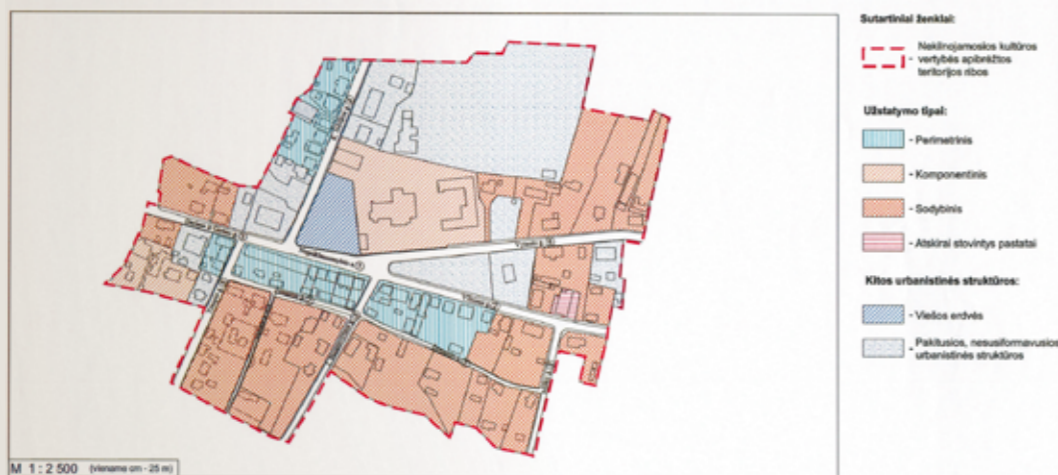 Sutartiniai ženklai:
Nekilnojamosios kultūros
- vertybės apibrėžtos
teritorijos ribos
Užstatymo tipai:
- Perimetrinis
- Komponentinis
- Sodybinis
- Atskirai stovintys pastatai
Kitos urbanistinės struktūros:
- Viešos erdvės
- Pakitusios, nesusiformavusios
urbanistinės struktūros
M 1 : 2 500 (viename cm - 25 m)